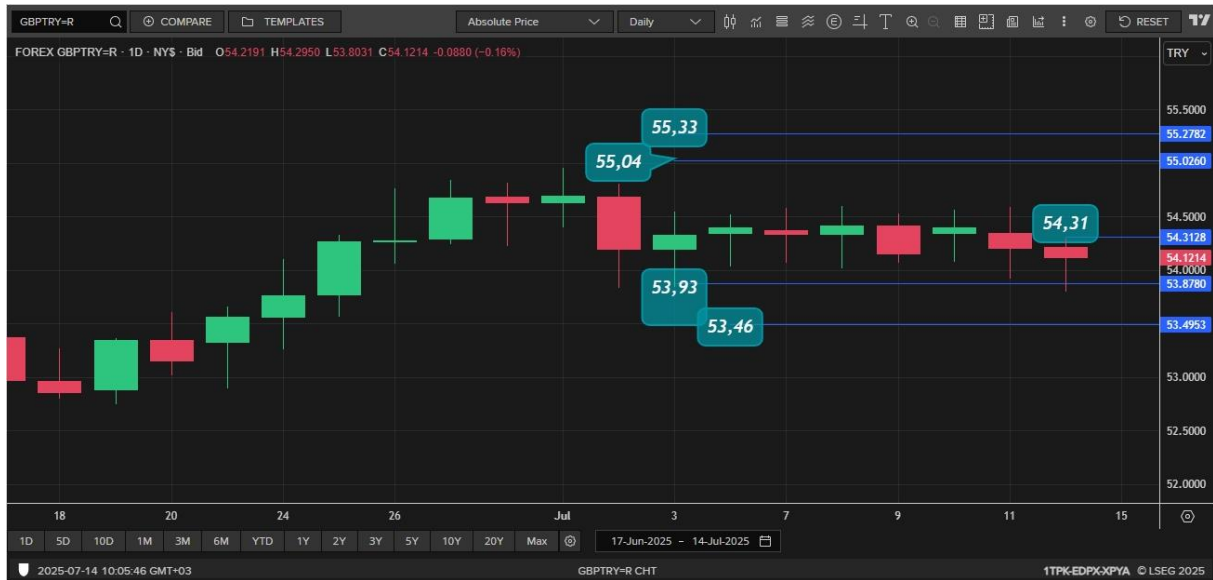 GBPTRY=R COMPARE TEMPLATES Absolute Price Daily RESET
FOREX GBPTRY=R · 1D · NY$ · Bid O54.2191 H54.2950 L53.8031 C54.1214 -0.0880 (-0.16%)
TRY
55.5000
55,33
55.2782
55,04
55.0260
54.5000
54,31
54.3128
54.1214
54.0000
53,93
53.8780
53,46
53.4953
53.0000
52.5000
52.0000
18 20 24 26 Jul 3 7 9 11 15
1D 5D 10D 1M 3M 6M YTD 1Y 2Y 3Y 5Y 10Y 20Y Max 17-Jun-2025 - 14-Jul-2025
2025-07-14 10:05:46 GMT+03 GBPTRY=R CHT 1TPK-EDPX-XPYA © LSEG 2025